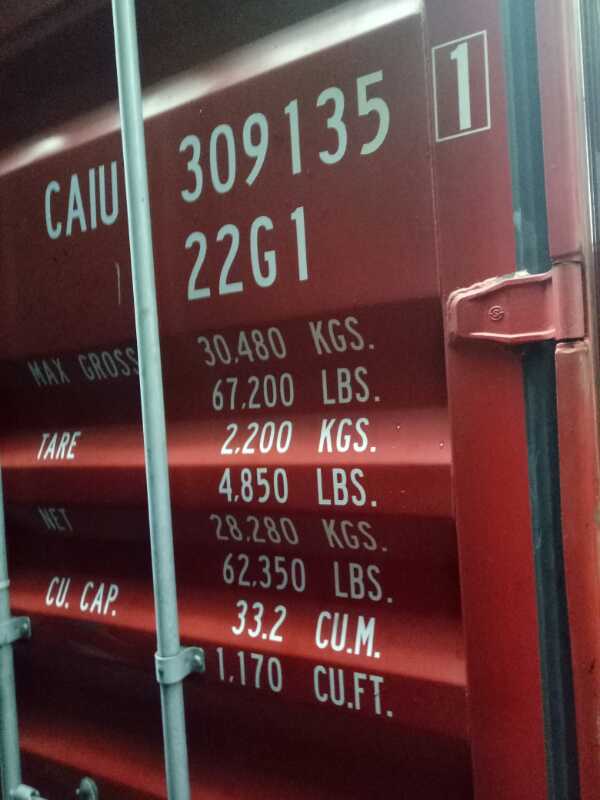 CAIU 309135 1
22G1
MAX GROSS 30,480 KGS.
67,200 LBS.
TARE 2,200 KGS.
4,850 LBS.
NET 28,280 KGS.
62,350 LBS.
CU. CAP. 33.2 CU.M.
1,170 CU.FT.